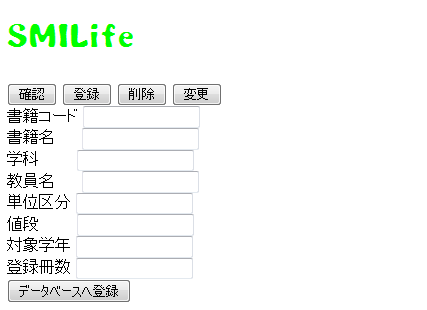 SMILife
確認 登録 削除 変更
書籍コード
書籍名
学科
教員名
単位区分
値段
対象学年
登録冊数
データベースへ登録